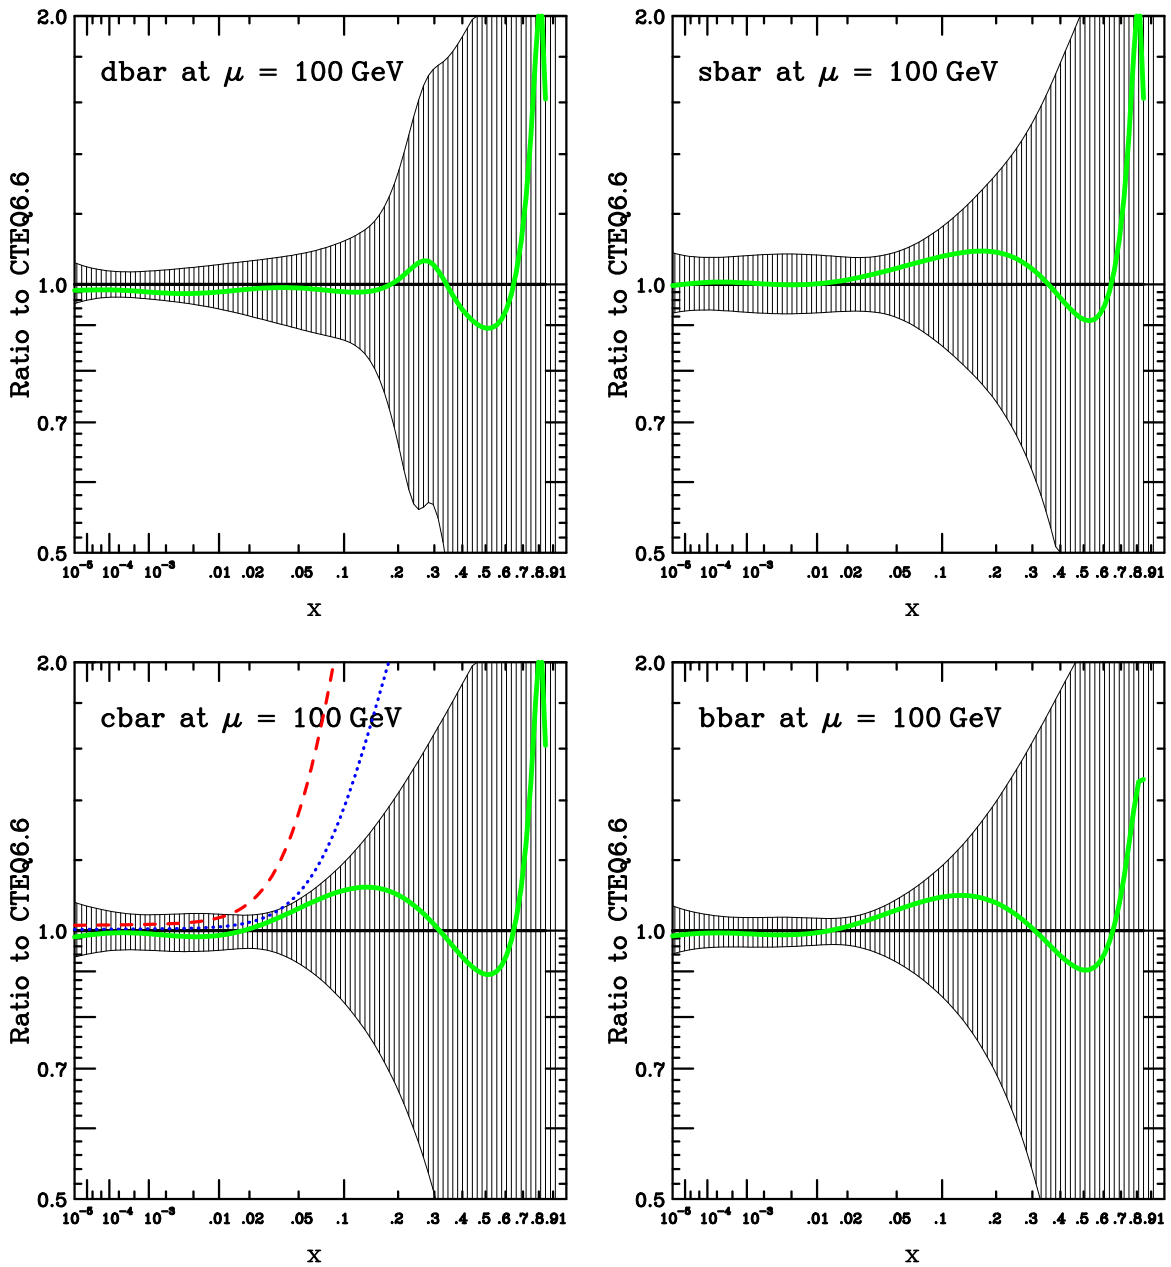 2.0
dbar at μ = 100 GeV
Ratio to CTEQ6.6
1.0
0.7
0.5
10⁻⁵ 10⁻⁴ 10⁻³ .01 .02 .05 .1 .2 .3 .4 .5 .6 .7 .8 .9 1
x
2.0
sbar at μ = 100 GeV
Ratio to CTEQ6.6
1.0
0.7
0.5
10⁻⁵ 10⁻⁴ 10⁻³ .01 .02 .05 .1 .2 .3 .4 .5 .6 .7 .8 .9 1
x
2.0
cbar at μ = 100 GeV
Ratio to CTEQ6.6
1.0
0.7
0.5
10⁻⁵ 10⁻⁴ 10⁻³ .01 .02 .05 .1 .2 .3 .4 .5 .6 .7 .8 .9 1
x
2.0
bbar at μ = 100 GeV
Ratio to CTEQ6.6
1.0
0.7
0.5
10⁻⁵ 10⁻⁴ 10⁻³ .01 .02 .05 .1 .2 .3 .4 .5 .6 .7 .8 .9 1
x